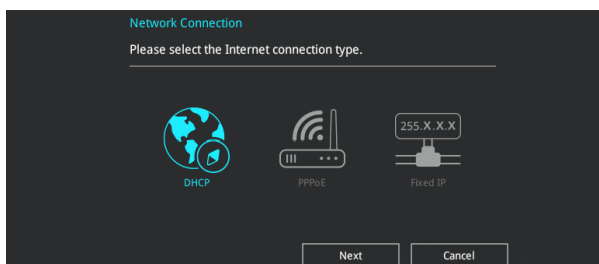 Network Connection
Please select the Internet connection type.
255.X.X.X
DHCP
PPPoE
Fixed IP
Next
Cancel